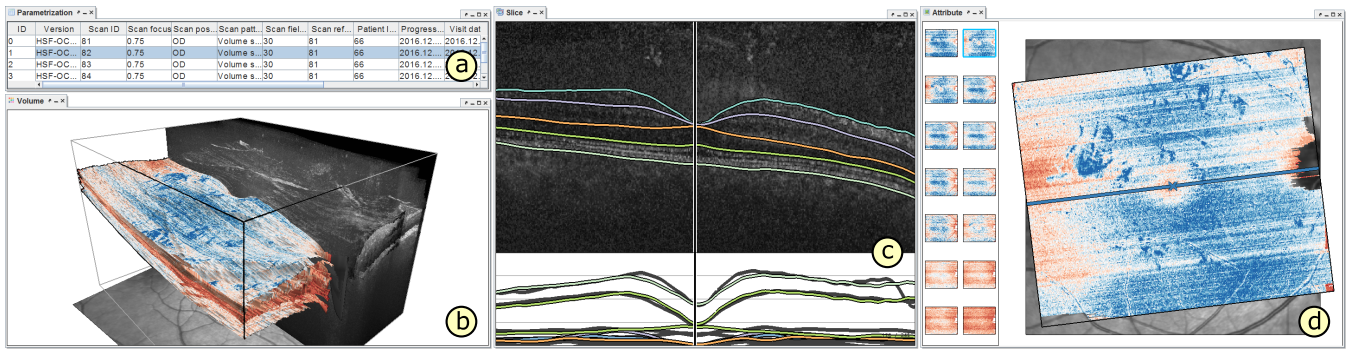 Parametrization
ID Version Scan ID Scan focus Scan pos... Scan patt... Scan fiel... Scan ref... Patient I... Progress... Visit dat
0 HSF-OC... 81 0.75 OD Volume s... 30 81 66 2016.12.... 2016.12.
1 HSF-OC... 82 0.75 OD Volume s... 30 81 66 2016.12.... 2016.12.
2 HSF-OC... 83 0.75 OD Volume s... 30 81 66 2016.12....
3 HSF-OC... 84 0.75 OD Volume s... 30 81 66 2016.12.... 2016.12.
a
Volume
b
Slice
c
Attribute
d